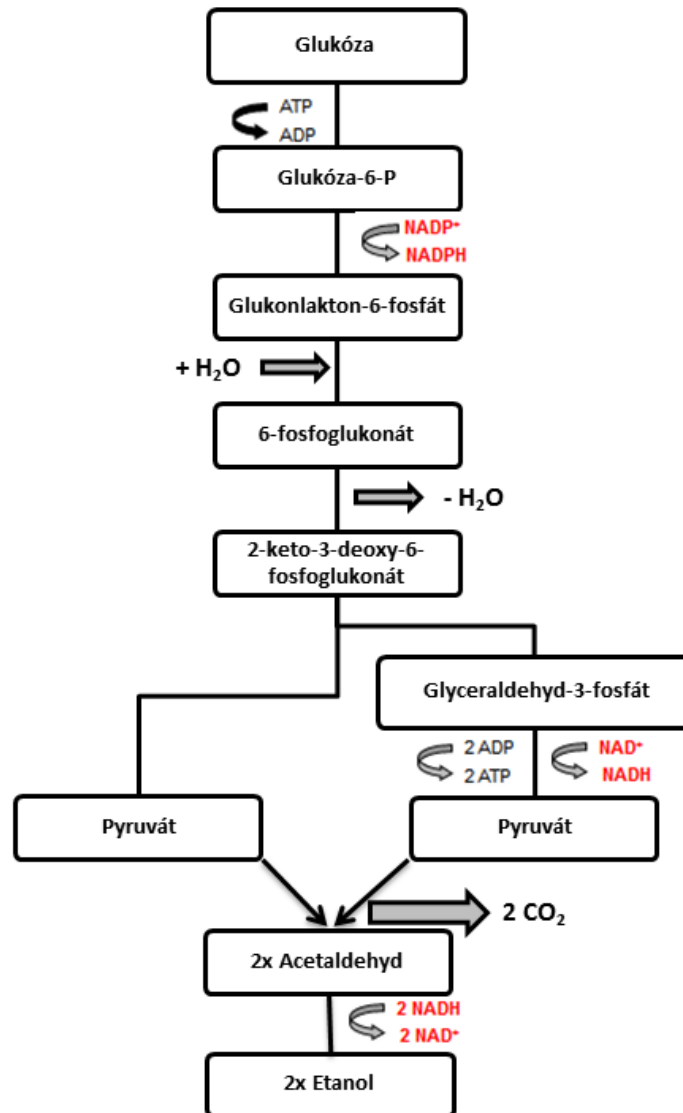 Glukóza
ATP
ADP
Glukóza-6-P
NADP⁺
NADPH
Glukonlakton-6-fosfát
+ H₂O
6-fosfoglukonát
- H₂O
2-keto-3-deoxy-6-
fosfoglukonát
Glyceraldehyd-3-fosfát
2 ADP
2 ATP
NAD⁺
NADH
Pyruvát
Pyruvát
2 CO₂
2x Acetaldehyd
2 NADH
2 NAD⁺
2x Etanol